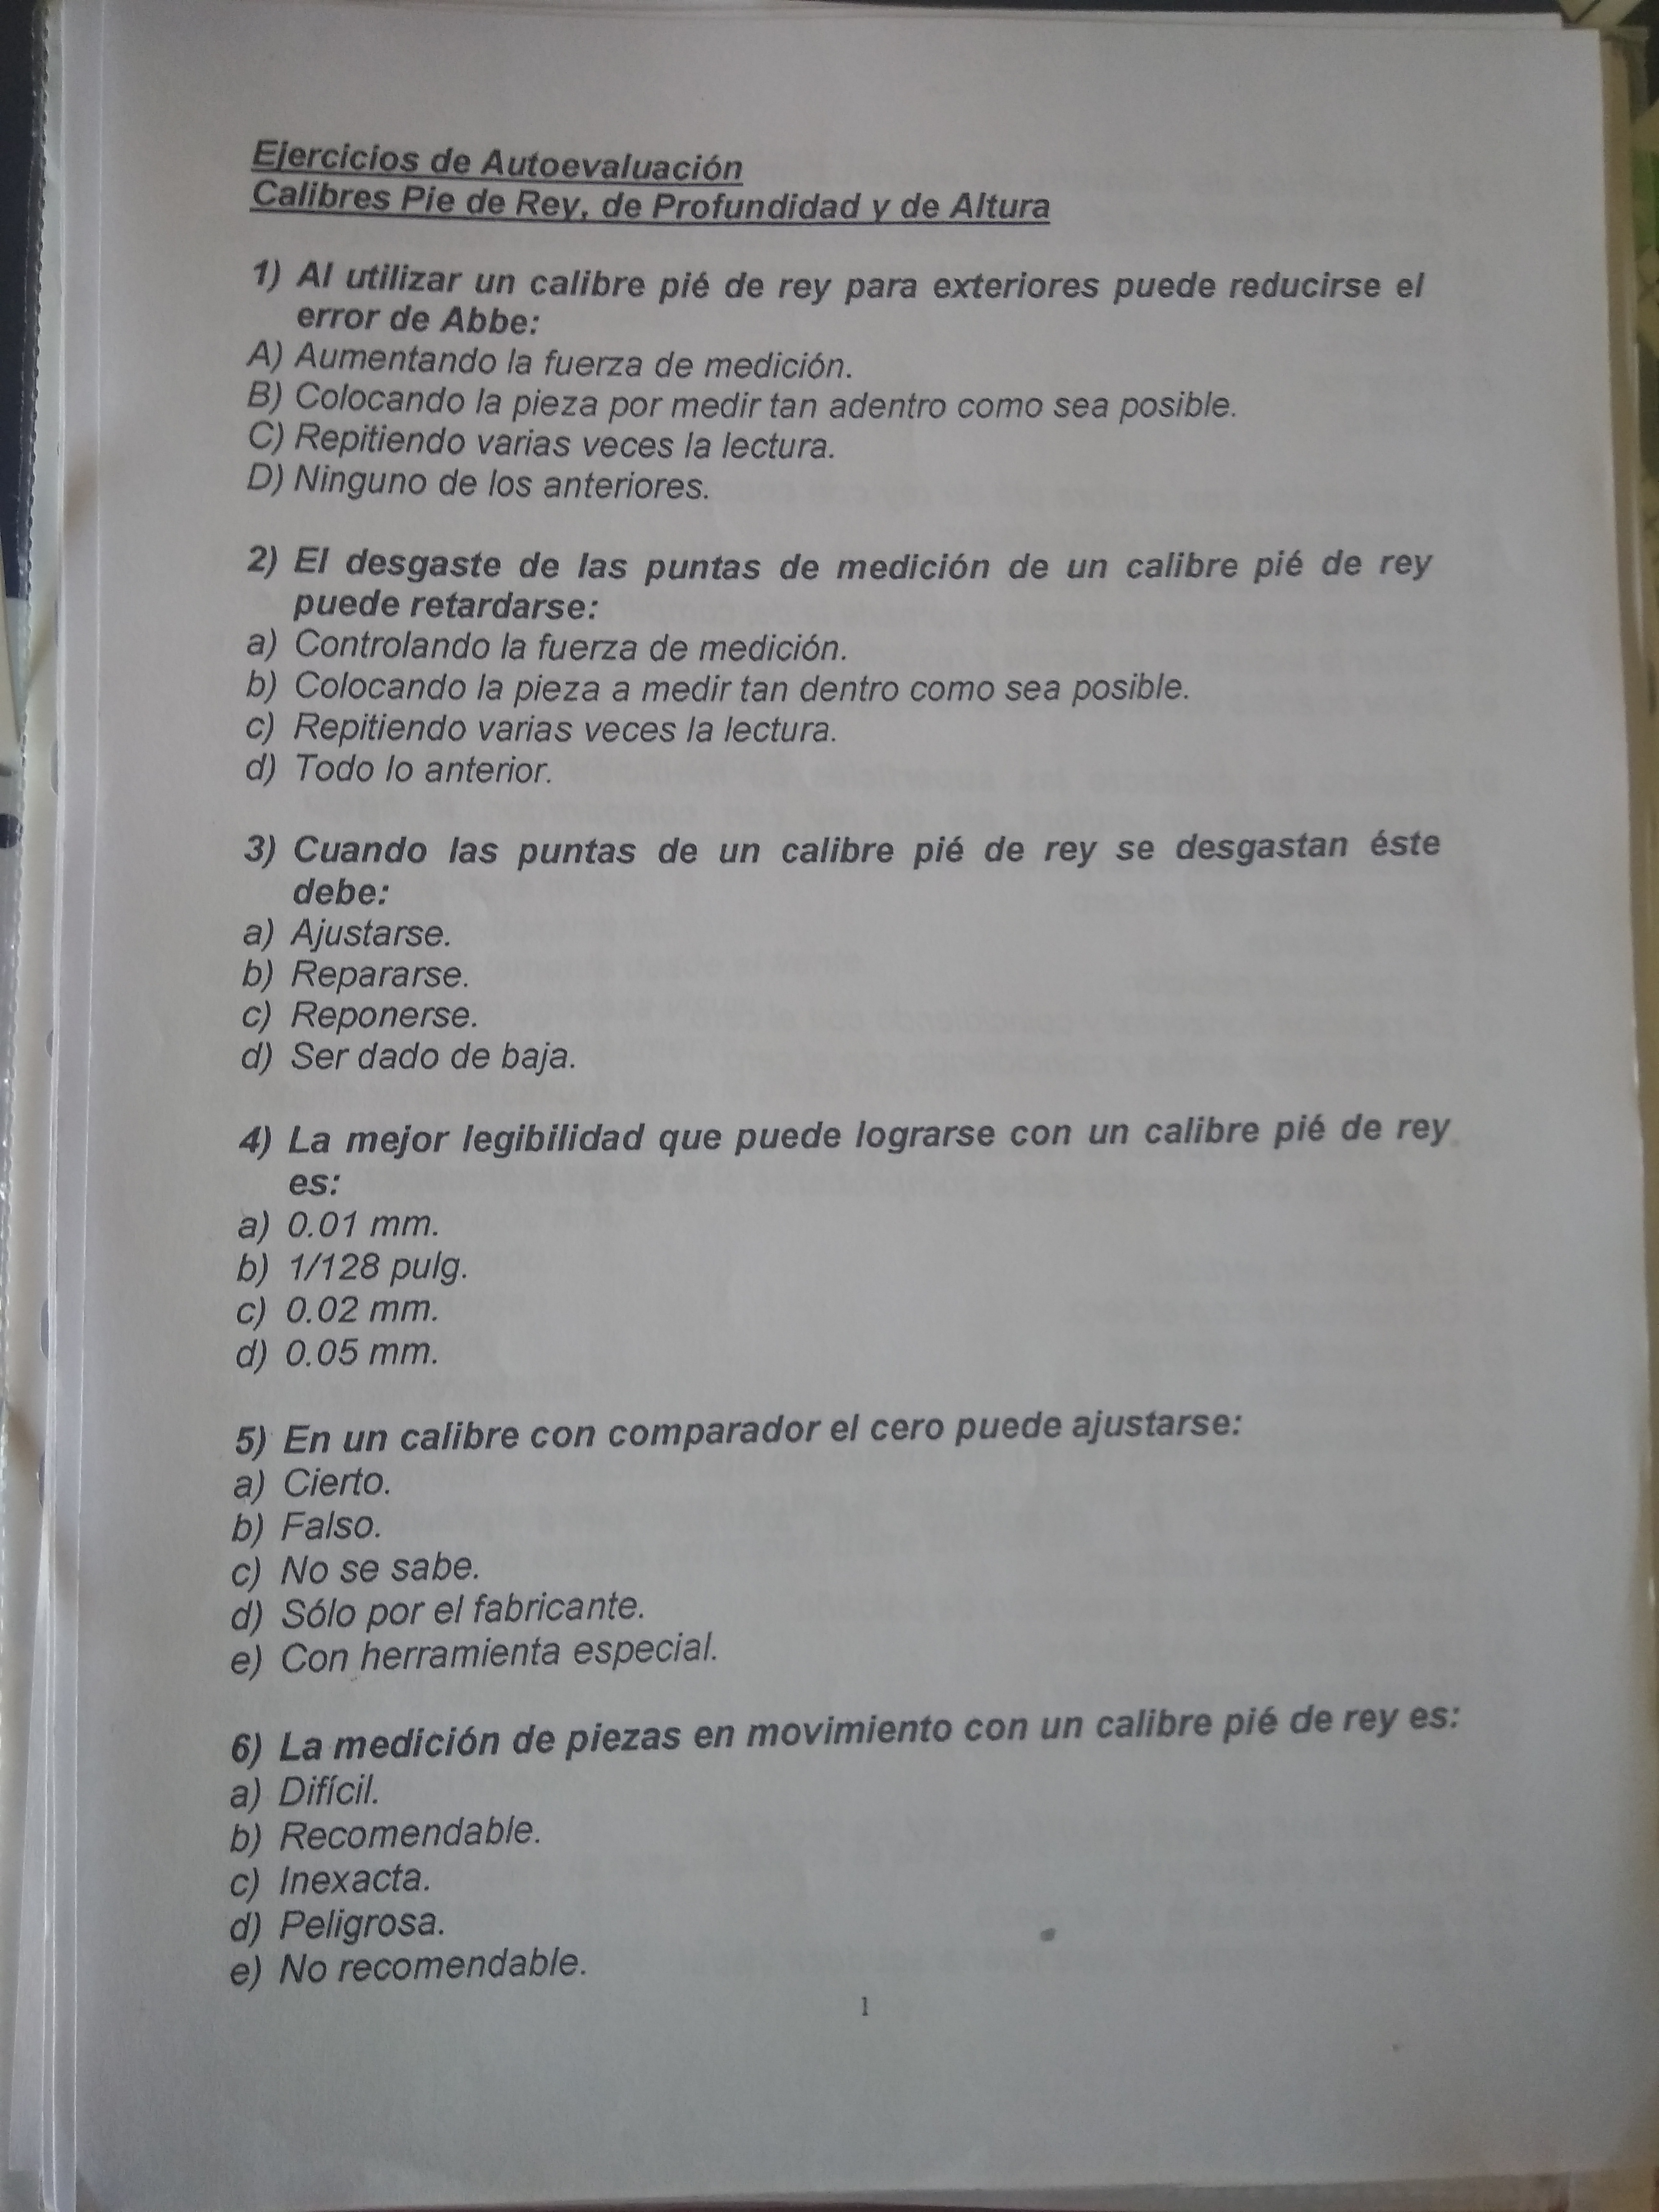 Ejercicios de Autoevaluación
Calibres Pie de Rey, de Profundidad y de Altura
1) Al utilizar un calibre pié de rey para exteriores puede reducirse el
error de Abbe:
A) Aumentando la fuerza de medición.
B) Colocando la pieza por medir tan adentro como sea posible.
C) Repitiendo varias veces la lectura.
D) Ninguno de los anteriores.
2) El desgaste de las puntas de medición de un calibre pié de rey
puede retardarse:
a) Controlando la fuerza de medición.
b) Colocando la pieza a medir tan dentro como sea posible.
c) Repitiendo varias veces la lectura.
d) Todo lo anterior.
3) Cuando las puntas de un calibre pié de rey se desgastan éste
debe:
a) Ajustarse.
b) Repararse.
c) Reponerse.
d) Ser dado de baja.
4) La mejor legibilidad que puede lograrse con un calibre pié de rey
es:
a) 0.01 mm.
b) 1/128 pulg.
c) 0.02 mm.
d) 0.05 mm.
5) En un calibre con comparador el cero puede ajustarse:
a) Cierto.
b) Falso.
c) No se sabe.
d) Sólo por el fabricante.
e) Con herramienta especial.
6) La medición de piezas en movimiento con un calibre pié de rey es:
a) Difícil.
b) Recomendable.
c) Inexacta.
d) Peligrosa.
e) No recomendable.
1